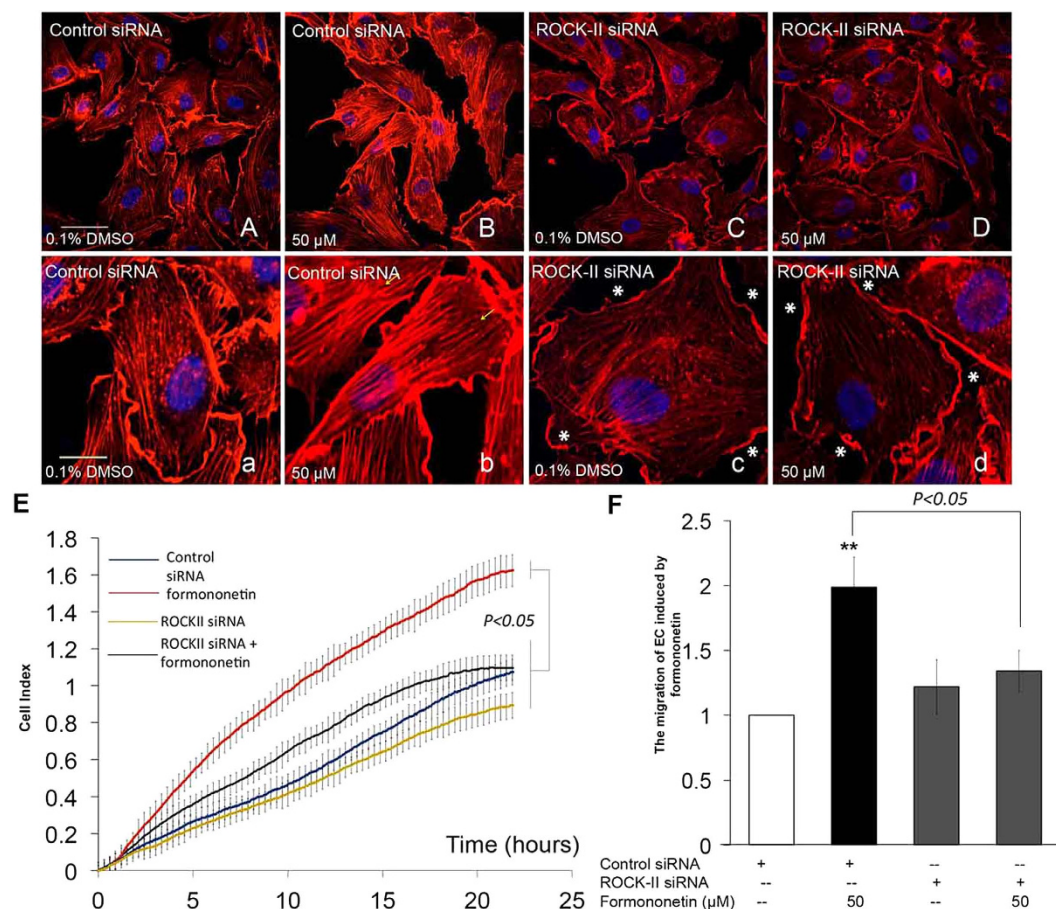 Control siRNA
Control siRNA
ROCK-II siRNA
ROCK-II siRNA
0.1% DMSO
A
50 µM
B
0.1% DMSO
C
50 µM
D
Control siRNA
Control siRNA
ROCK-II siRNA
ROCK-II siRNA
* * * *
* * * *
0.1% DMSO
a
50 µM
b
0.1% DMSO
c
50 µM
d
E
1.8
1.6
1.4
1.2
1
0.8
0.6
0.4
0.2
0
Cell Index
Control
siRNA
formononetin
ROCKII siRNA
ROCKII siRNA +
formononetin
P<0.05
Time (hours)
0 5 10 15 20 25
F
P<0.05
**
2.5
2
1.5
1
0.5
0
The migration of EC induced by
formononetin
Control siRNA + + -- --
ROCK-II siRNA -- -- + +
Formononetin (µM) -- 50 -- 50